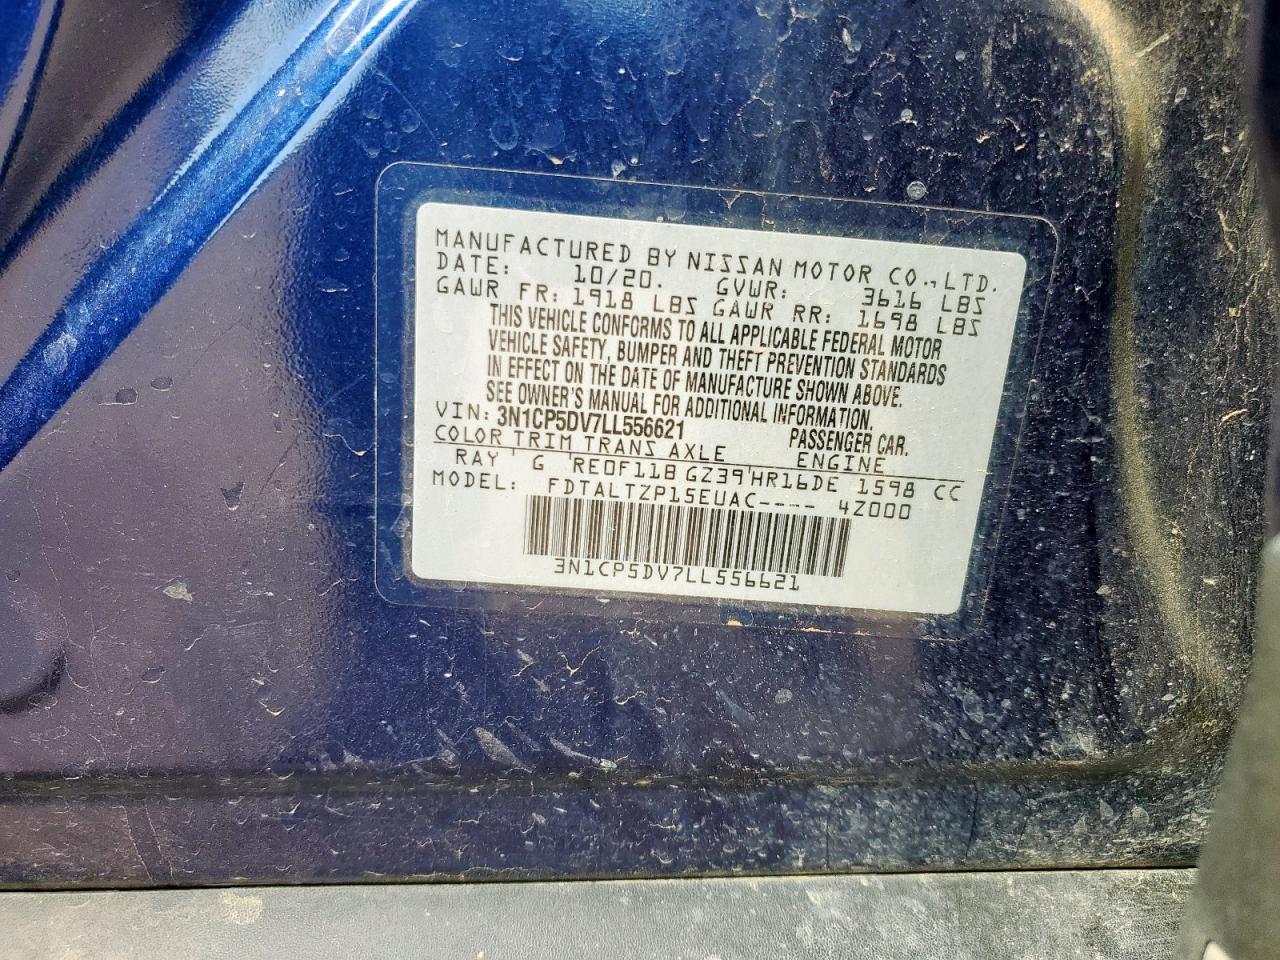 MANUFACTURED BY NISSAN MOTOR CO., LTD.
DATE: 10/20. GVWR: 3616 LBS
GAWR FR: 1918 LBS GAWR RR: 1698 LBS
THIS VEHICLE CONFORMS TO ALL APPLICABLE FEDERAL MOTOR
VEHICLE SAFETY, BUMPER AND THEFT PREVENTION STANDARDS
IN EFFECT ON THE DATE OF MANUFACTURE SHOWN ABOVE.
SEE OWNER'S MANUAL FOR ADDITIONAL INFORMATION.
VIN: 3N1CP5DV7LL556621 PASSENGER CAR.
COLOR TRIM TRANS AXLE ENGINE
RAY G RE0F11B GZ39 HR16DE 1598 CC
MODEL: FDTALTZP15EUAC---- 4Z000
3N1CP5DV7LL556621